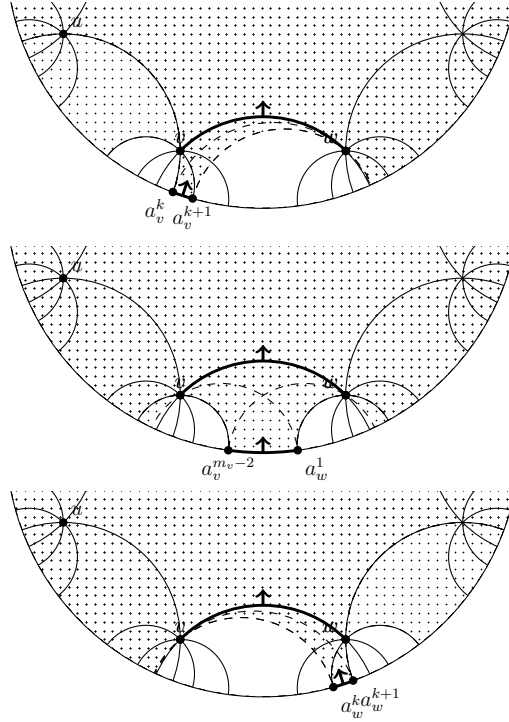 u
v w
a_v^k a_v^{k+1}
u
v w
a_v^{m_v-2} a_w^1
u
v w
a_w^k a_w^{k+1}